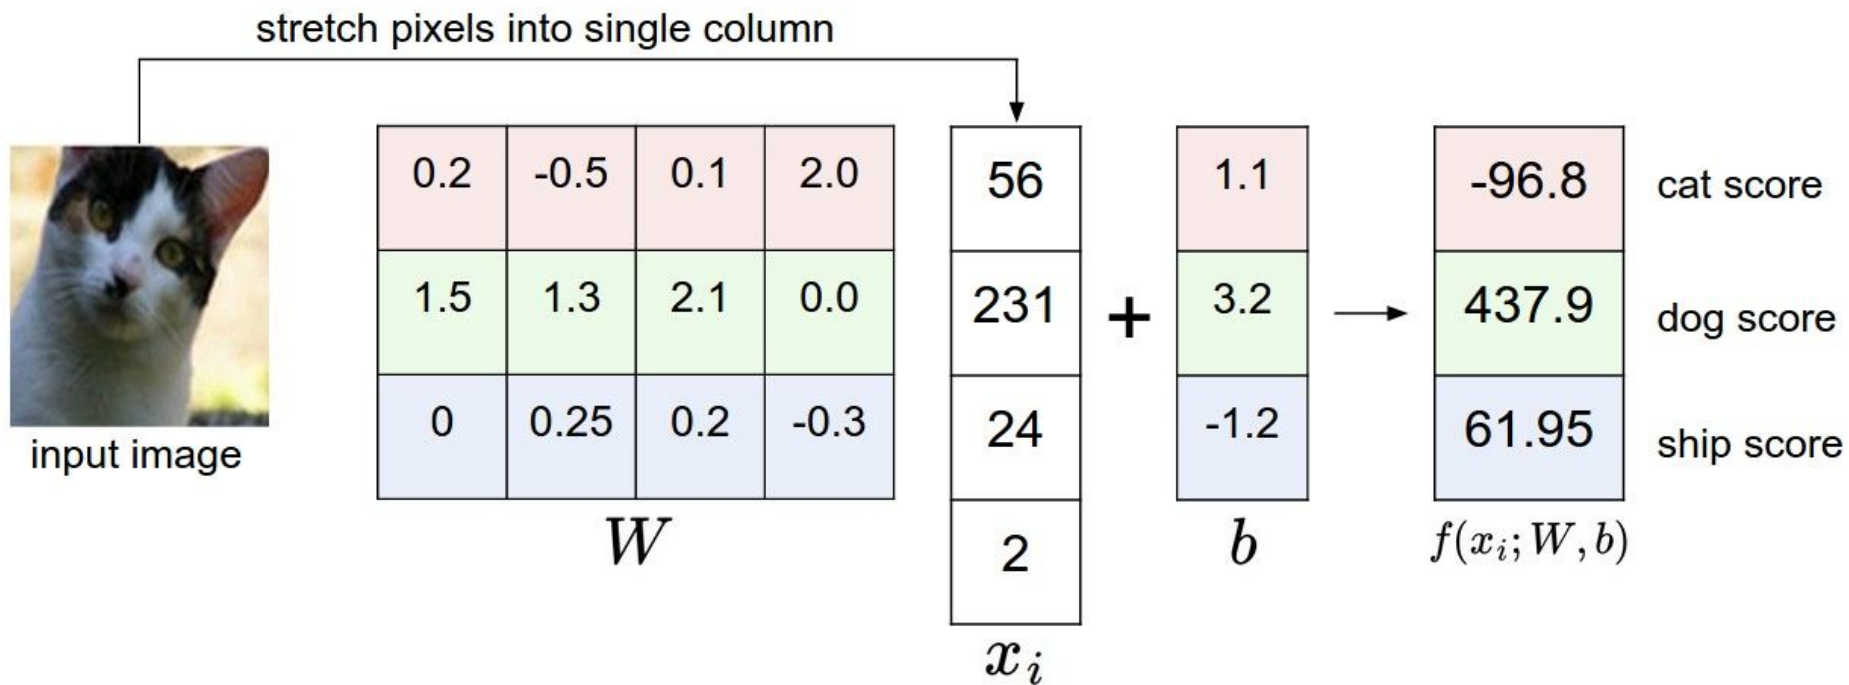 stretch pixels into single column
0.2 -0.5 0.1 2.0 56 1.1 -96.8 cat score
1.5 1.3 2.1 0.0 231 + 3.2 437.9 dog score
0 0.25 0.2 -0.3 24 -1.2 61.95 ship score
input image
W b f(x_i; W, b)
2
x_i